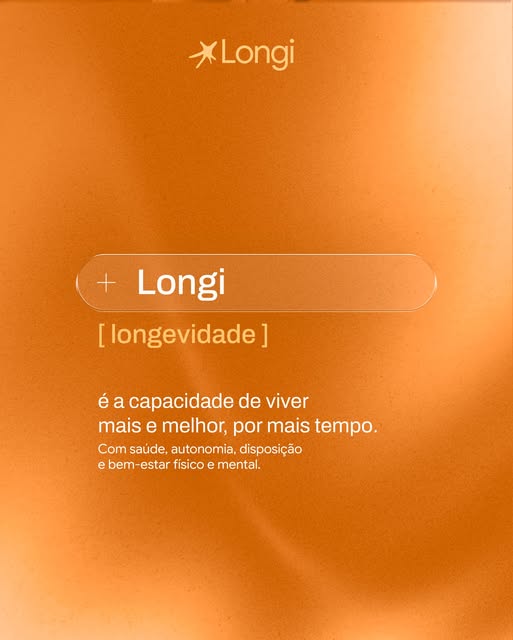 Longi
+ Longi
[ longevidade ]
é a capacidade de viver
mais e melhor, por mais tempo.
Com saúde, autonomia, disposição
e bem-estar físico e mental.